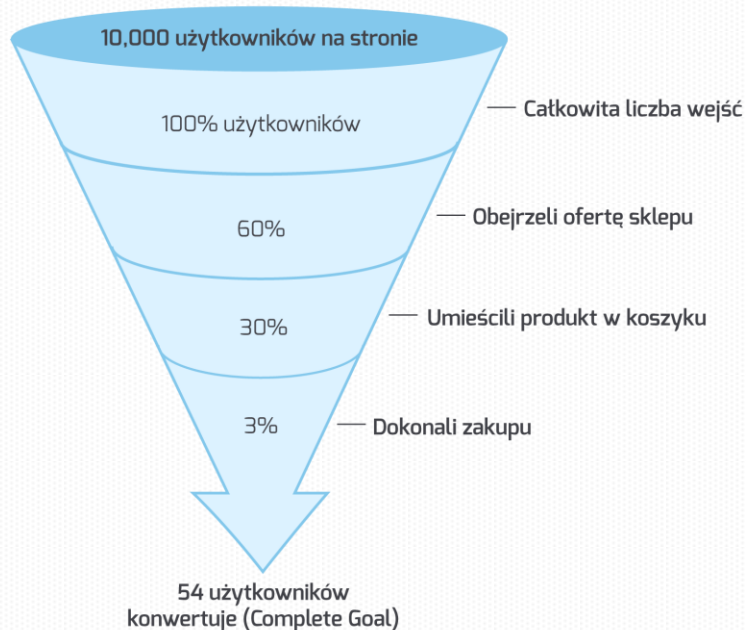 10,000 użytkowników na stronie
100% użytkowników
Całkowita liczba wejść
60%
Obejrzeli ofertę sklepu
30%
Umieścili produkt w koszyku
3%
Dokonali zakupu
54 użytkowników
konwertuje (Complete Goal)